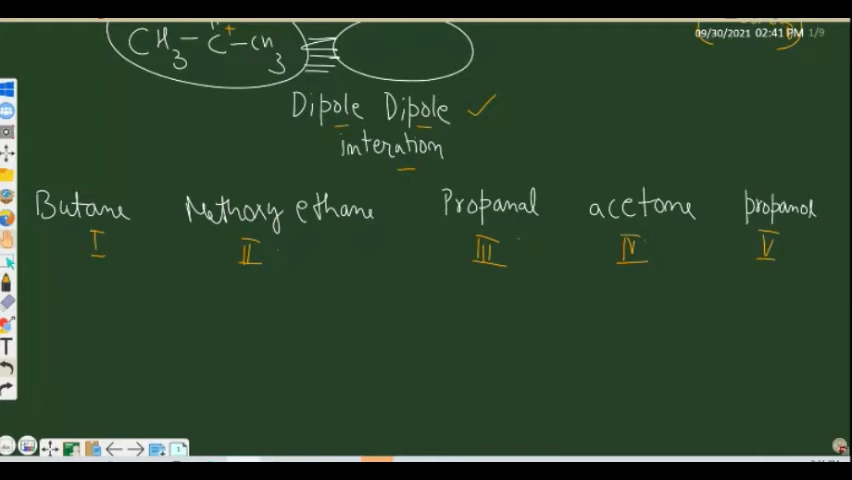 09/30/2021 02:41 PM 1/9
CH3 — C+ — CH3
Dipole Dipole ✓
interation
Butane Methoxy ethane Propanal acetone propanol
I II III IV V
T
1